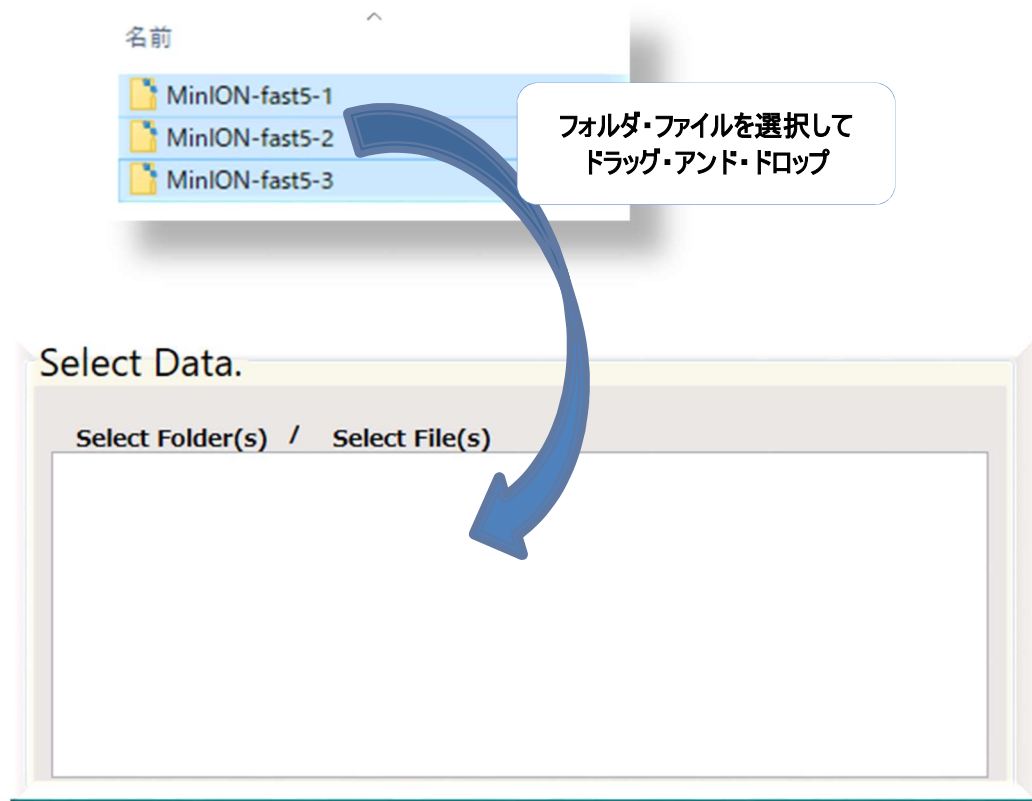 名前
MinION-fast5-1
MinION-fast5-2
MinION-fast5-3
フォルダ・ファイルを選択して
ドラッグ・アンド・ドロップ
Select Data.
Select Folder(s) / Select File(s)